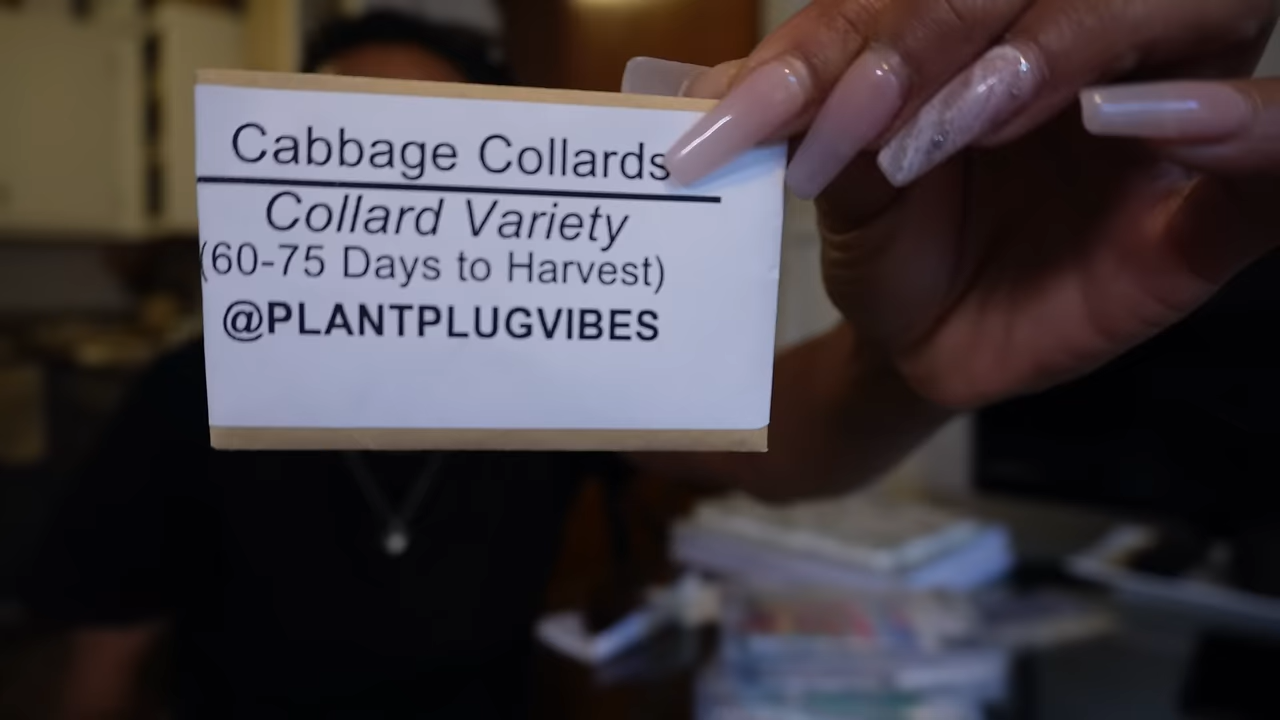 Cabbage Collards
Collard Variety
(60-75 Days to Harvest)
@PLANTPLUGVIBES